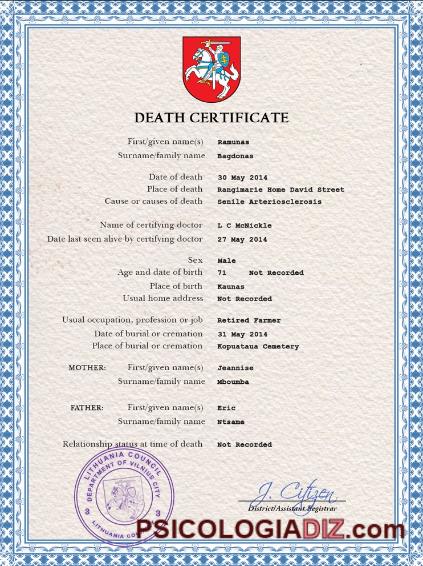 DEATH CERTIFICATE
First/given name(s) Ramunas
Surname/family name Bagdonas
Date of death 30 May 2014
Place of death Rangimarie Home David Street
Cause or causes of death Senile Arteriosclerosis
Name of certifying doctor L C McNickle
Date last seen alive by certifying doctor 27 May 2014
Sex Male
Age and date of birth 71 Not Recorded
Place of birth Kaunas
Usual home address Not Recorded
Usual occupation, profession or job Retired Farmer
Date of burial or cremation 31 May 2014
Place of burial or cremation Kopuataua Cemetery
MOTHER: First/given name(s) Jeannise
Surname/family name Mboumba
FATHER: First/given name(s) Eric
Surname/family name Ntsama
Relationship status at time of death Not Recorded
LITHUANIA COUNCIL
DEPARTMENT OF VILNIUS CITY
3 3
LITHUANIA COU
J. Citizen
District/Assistant Registrar
PSICOLOGIADIZ.com